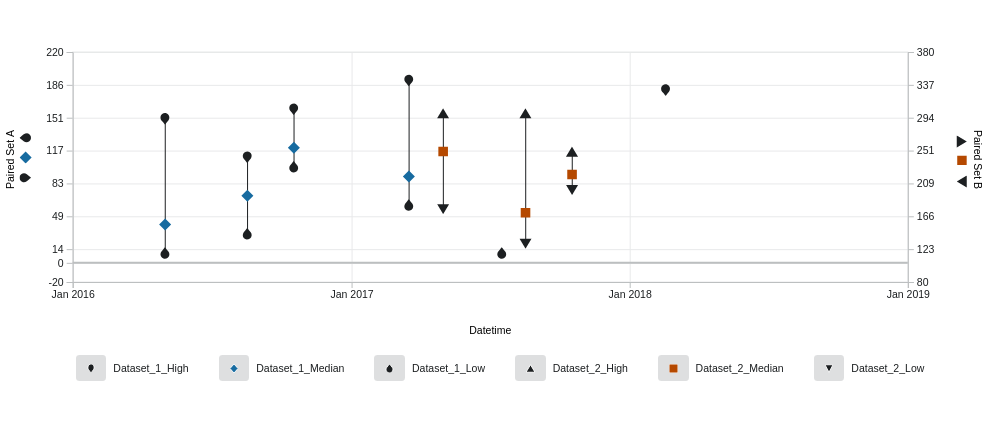 220 380
186 337
151 294
117 251
83 209
49 166
14 123
0
-20 80
Jan 2016 Jan 2017 Jan 2018 Jan 2019
Paired Set A
Paired Set B
Datetime
Dataset_1_High Dataset_1_Median Dataset_1_Low Dataset_2_High Dataset_2_Median Dataset_2_Low